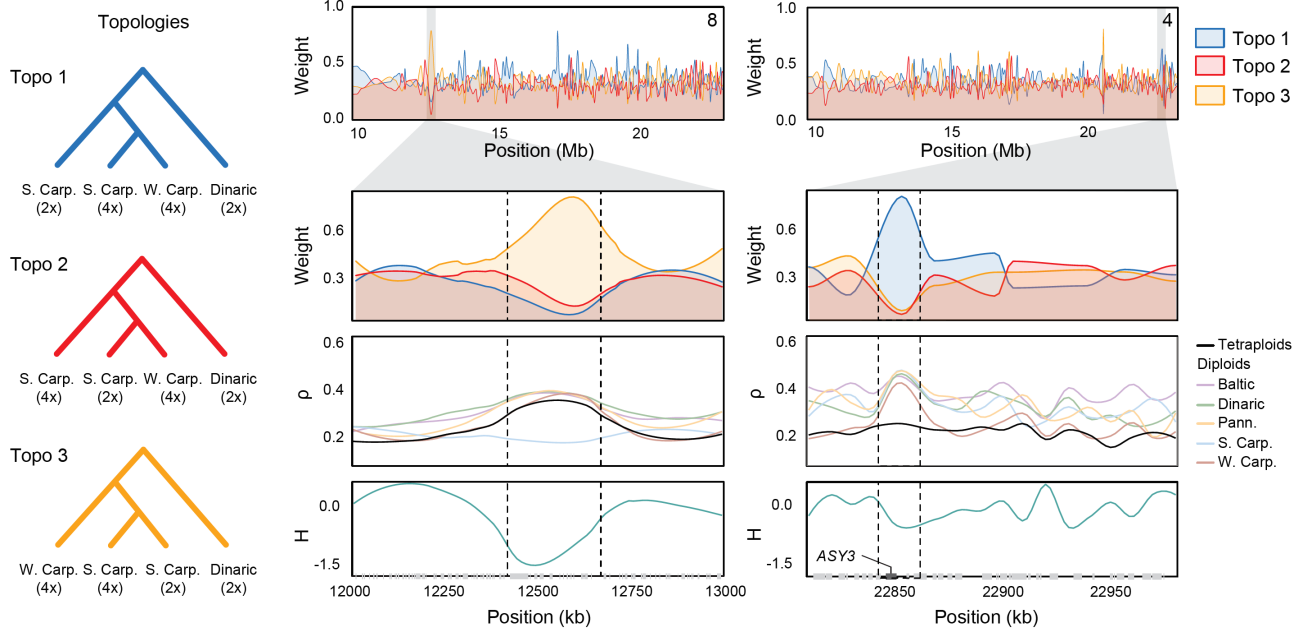 Topologies
Topo 1
S. Carp. S. Carp. W. Carp. Dinaric
(2x) (4x) (4x) (2x)
Topo 2
S. Carp. S. Carp. W. Carp. Dinaric
(4x) (2x) (4x) (2x)
Topo 3
W. Carp. S. Carp. S. Carp. Dinaric
(4x) (4x) (2x) (2x)
1.0
0.5
0.0
Weight
8
10 15 20
Position (Mb)
0.6
0.3
Weight
0.6
0.4
0.2
ρ
0.0
-1.5
H
12000 12250 12500 12750 13000
Position (kb)
1.0
0.5
0.0
Weight
4
10 15 20
Position (Mb)
0.6
0.3
Weight
0.6
0.4
0.2
ρ
0.0
-1.5
H
ASY3
22850 22900 22950
Position (kb)
Topo 1
Topo 2
Topo 3
Tetraploids
Diploids
Baltic
Dinaric
Pann.
S. Carp.
W. Carp.